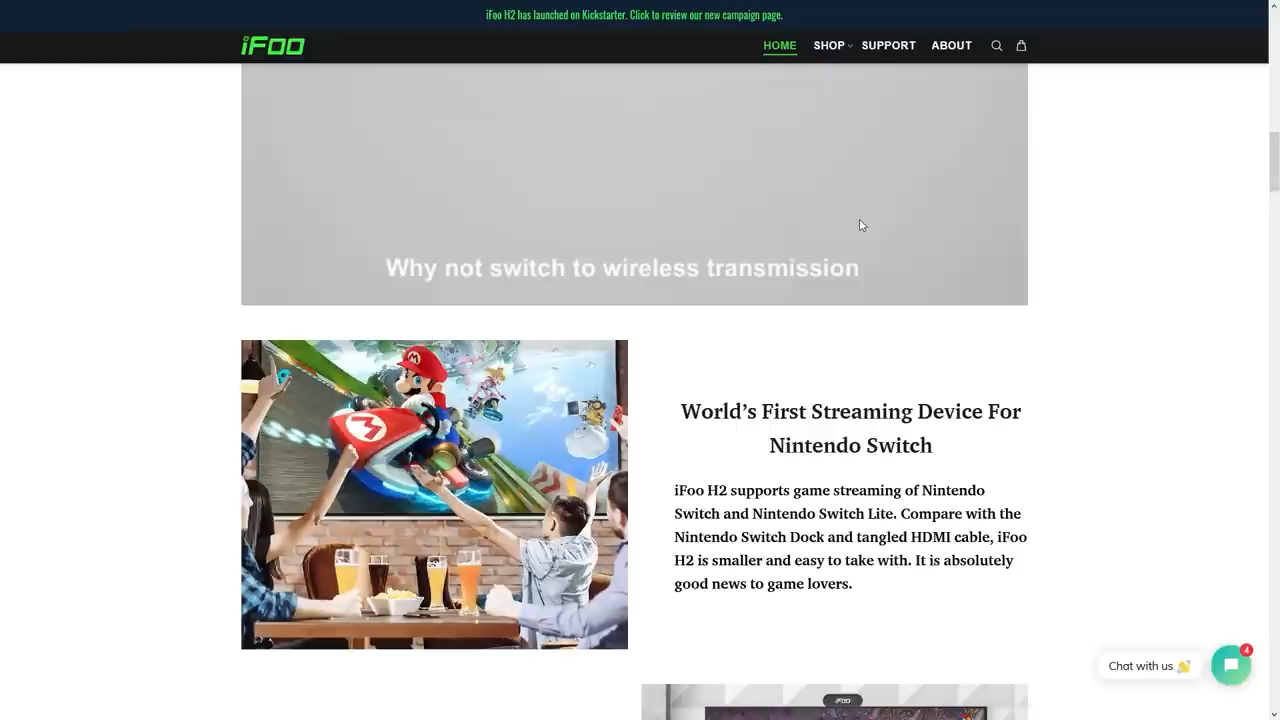 iFoo H2 has launched on Kickstarter. Click to review our new campaign page.
iFoo
HOME SHOP SUPPORT ABOUT
Why not switch to wireless transmission
World’s First Streaming Device For
Nintendo Switch
iFoo H2 supports game streaming of Nintendo
Switch and Nintendo Switch Lite. Compare with the
Nintendo Switch Dock and tangled HDMI cable, iFoo
H2 is smaller and easy to take with. It is absolutely
good news to game lovers.
4
Chat with us 👋
iFoo